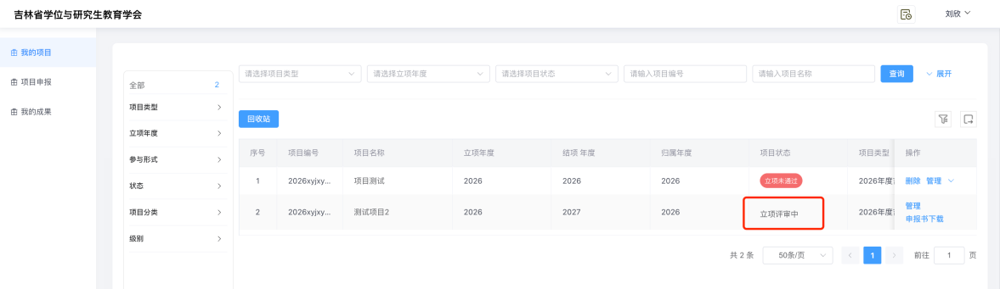 吉林省学位与研究生教育学会
刘欣
我的项目
项目申报
我的成果
全部 2
项目类型
立项年度
参与形式
状态
项目分类
级别
请选择项目类型 请选择立项年度 请选择项目状态 请输入项目编号 请输入项目名称 查询 展开
回收站
序号 项目编号 项目名称 立项年度 结项 年度 归属年度 项目状态 项目类型 操作
1 2026xyjxy... 项目测试 2026 2026 2026 立项未通过 2026年度 删除 管理
2 2026xyjxy... 测试项目2 2026 2027 2026 立项评审中 2026年度 管理
申报书下载
共 2 条 50条/页 1 前往 1 页